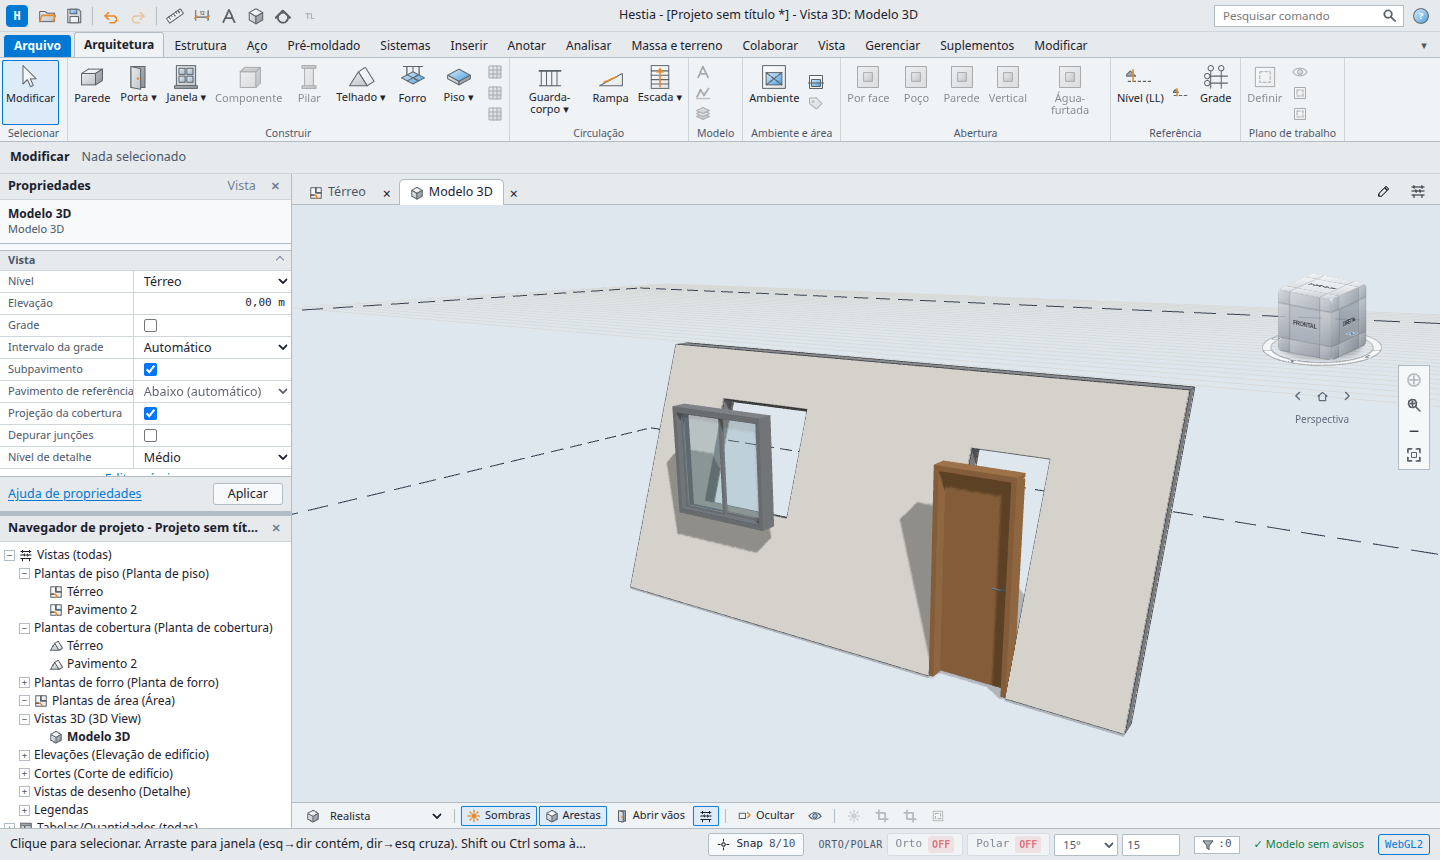 H
TL
Hestia - [Projeto sem título *] - Vista 3D: Modelo 3D
Pesquisar comando
?
Arquivo
Arquitetura
Estrutura
Aço
Pré-moldado
Sistemas
Inserir
Anotar
Analisar
Massa e terreno
Colaborar
Vista
Gerenciar
Suplementos
Modificar
Modificar
Parede
Porta ▾
Janela ▾
Componente
Pilar
Telhado ▾
Forro
Piso ▾
Guarda-
corpo ▾
Rampa
Escada ▾
Ambiente
Por face
Poço
Parede
Vertical
Água-
furtada
Nível (LL)
Grade
Definir
Selecionar
Construir
Circulação
Modelo
Ambiente e área
Abertura
Referência
Plano de trabalho
Modificar Nada selecionado
Propriedades
Vista ×
Modelo 3D
Modelo 3D
Vista
Nível
Térreo
Elevação
0,00 m
Grade
Intervalo da grade
Automático
Subpavimento
Pavimento de referência
Abaixo (automático)
Projeção da cobertura
Depurar junções
Nível de detalhe
Médio
Ajuda de propriedades
Aplicar
Navegador de projeto - Projeto sem tít... ×
Vistas (todas)
Plantas de piso (Planta de piso)
Térreo
Pavimento 2
Plantas de cobertura (Planta de cobertura)
Térreo
Pavimento 2
Plantas de forro (Planta de forro)
Plantas de área (Área)
Vistas 3D (3D View)
Modelo 3D
Elevações (Elevação de edifício)
Cortes (Corte de edifício)
Vistas de desenho (Detalhe)
Legendas
Tabelas/Quantidades (todas)
Térreo ×
Modelo 3D ×
FRONTAL
DIREITA
Perspectiva
Realista
Sombras
Arestas
Abrir vãos
Ocultar
Clique para selecionar. Arraste para janela (esq→dir contém, dir→esq cruza). Shift ou Ctrl soma à...
Snap 8/10
ORTO/POLAR
Orto OFF
Polar OFF
15°
15
:0
✓ Modelo sem avisos
WebGL2